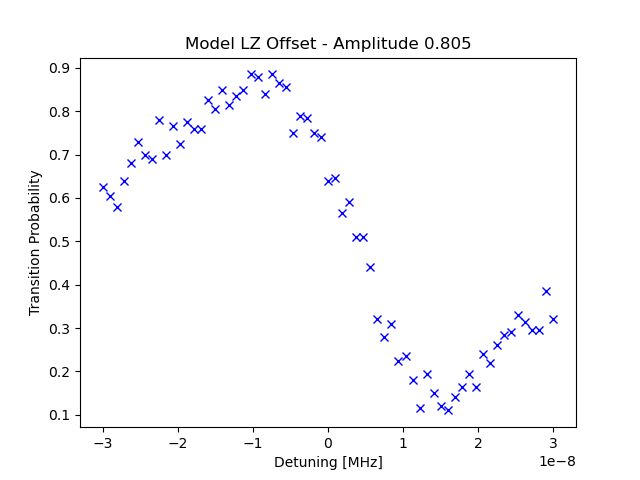 Model LZ Offset - Amplitude 0.805
Transition Probability
0.9
0.8
0.7
0.6
0.5
0.4
0.3
0.2
0.1
−3 −2 −1 0 1 2 3
Detuning [MHz]
1e−8